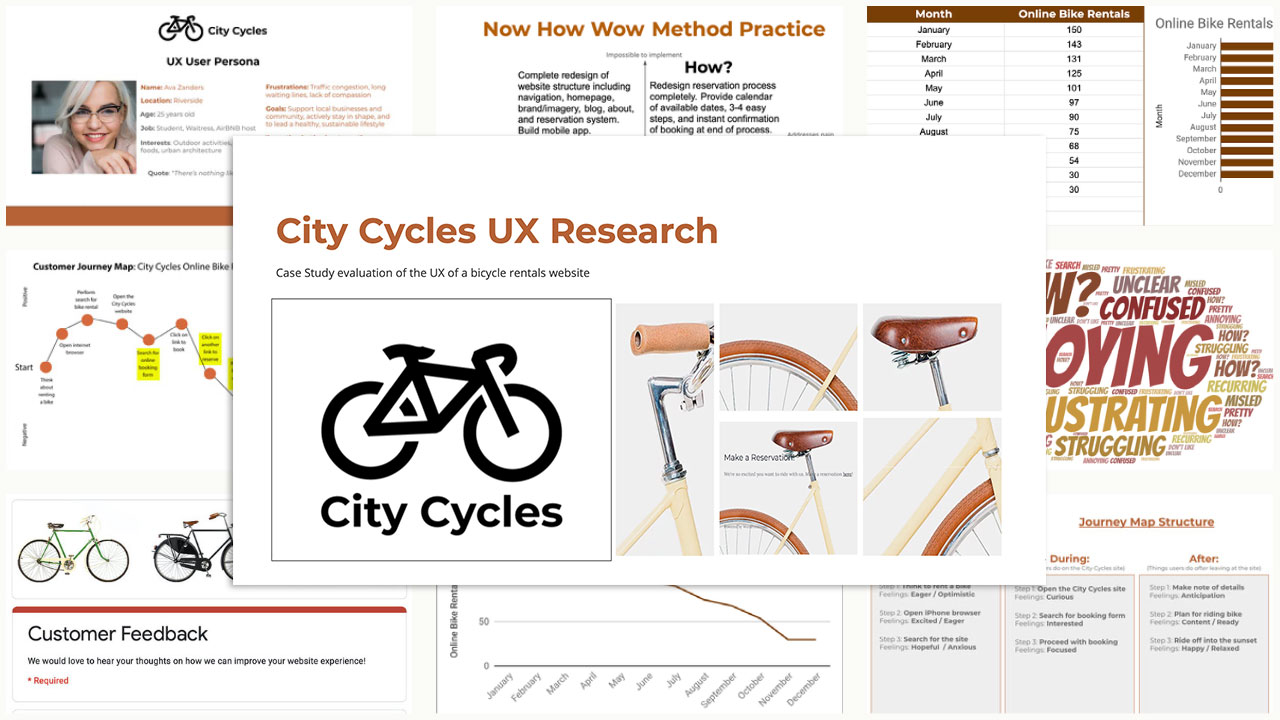 City Cycles
UX User Persona
Name: Ava Zanders
Location: Riverside
Age: 25 years old
Job: Student, Waitress, AirBNB host
Interests: Outdoor activities,
foods, urban architecture
Quote: "There's nothing
Frustrations: Traffic congestion, long
waiting lines, lack of compassion
Goals: Support local businesses and
community, actively stay in shape, and
to lead a healthy, sustainable lifestyle
Now How Wow Method Practice
Impossible to implement
Complete redesign of
website structure including
navigation, homepage,
brand/imagery, blog, about,
and reservation system.
Build mobile app.
How?
Redesign reservation process
completely. Provide calendar
of available dates, 3-4 easy
steps, and instant confirmation
of booking at end of process.
Addresses pain
Month Online Bike Rentals
January 150
February 143
March 131
April 125
May 101
June 97
July 90
August 75
68
54
30
30
Online Bike Rentals
Month
January
February
March
April
May
June
July
August
September
October
November
December
0
City Cycles UX Research
Case Study evaluation of the UX of a bicycle rentals website
City Cycles
Make a Reservation.
We're so excited you want to ride with us. Make a reservation here!
Customer Journey Map: City Cycles Online Bike
Positive
Negative
Start
Think
about
renting
a bike
Open internet
browser
Perform
search for
bike rental
Open the
City Cycles
website
Search for
online
booking
form
Click on
link to
book
Click on
another
link to
reserve
SEARCH MISLED PRETTY FRUSTRATING
W? UNCLEAR MISLED
CONFUSED
CONFUSED HOW?
PRETTY
ANNOYING
STRUGGLING
HOW?
STRUGGLING
OYING HOW?
RECURRING
STRUGGLING CONFUSED
USTRATING MISLED
PRETTY
HOW?
STRUGGLING RECURRING
DON'T LIKE
UNCLEAR
ANNOYING CONFUSED
Customer Feedback
We would love to hear your thoughts on how we can improve your website experience!
* Required
Online Bike Renta
50
0
January
February
March
April
May
June
July
August
September
October
November
December
Journey Map Structure
During:
do on the City Cycles site)
After:
(Things users do after leaving at the site)
Step 1: Think to rent a bike
Feelings: Eager / Optimistic
Step 2: Open iPhone browser
Feelings: Excited / Eager
Step 3: Search for the site
Feelings: Hopeful / Anxious
Step 1: Open the City Cycles site
Feelings: Curious
Step 2: Search for booking form
Feelings: Interested
Step 3: Proceed with booking
Feelings: Focused
Step 1: Make note of details
Feelings: Anticipation
Step 2: Plan for riding bike
Feelings: Content / Ready
Step 3: Ride off into the sunset
Feelings: Happy / Relaxed